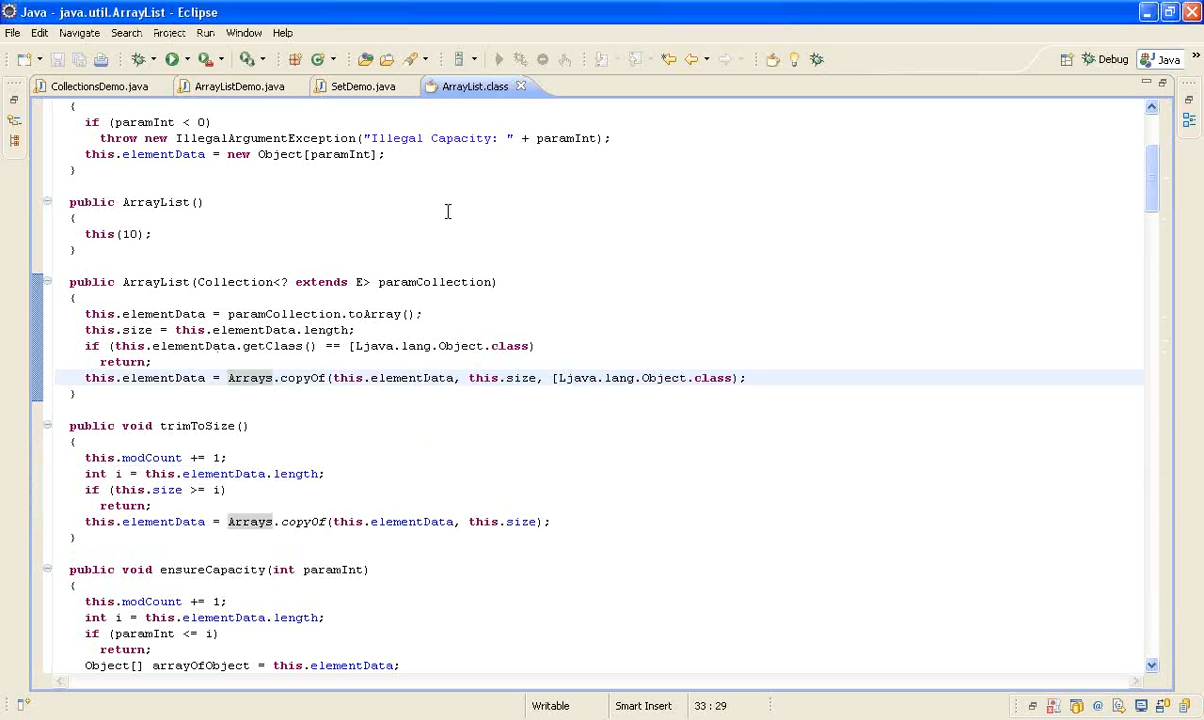 Java - java.util.ArrayList - Eclipse
File Edit Navigate Search Project Run Window Help
Debug Java
CollectionsDemo.java ArrayListDemo.java SetDemo.java ArrayList.class
{
if (paramInt < 0)
throw new IllegalArgumentException("Illegal Capacity: " + paramInt);
this.elementData = new Object[paramInt];
}
public ArrayList()
{
this(10);
}
public ArrayList(Collection<? extends E> paramCollection)
{
this.elementData = paramCollection.toArray();
this.size = this.elementData.length;
if (this.elementData.getClass() == [Ljava.lang.Object.class)
return;
this.elementData = Arrays.copyOf(this.elementData, this.size, [Ljava.lang.Object.class);
}
public void trimToSize()
{
this.modCount += 1;
int i = this.elementData.length;
if (this.size >= i)
return;
this.elementData = Arrays.copyOf(this.elementData, this.size);
}
public void ensureCapacity(int paramInt)
{
this.modCount += 1;
int i = this.elementData.length;
if (paramInt <= i)
return;
Object[] arrayOfObject = this.elementData;
Writable Smart Insert 33 : 29